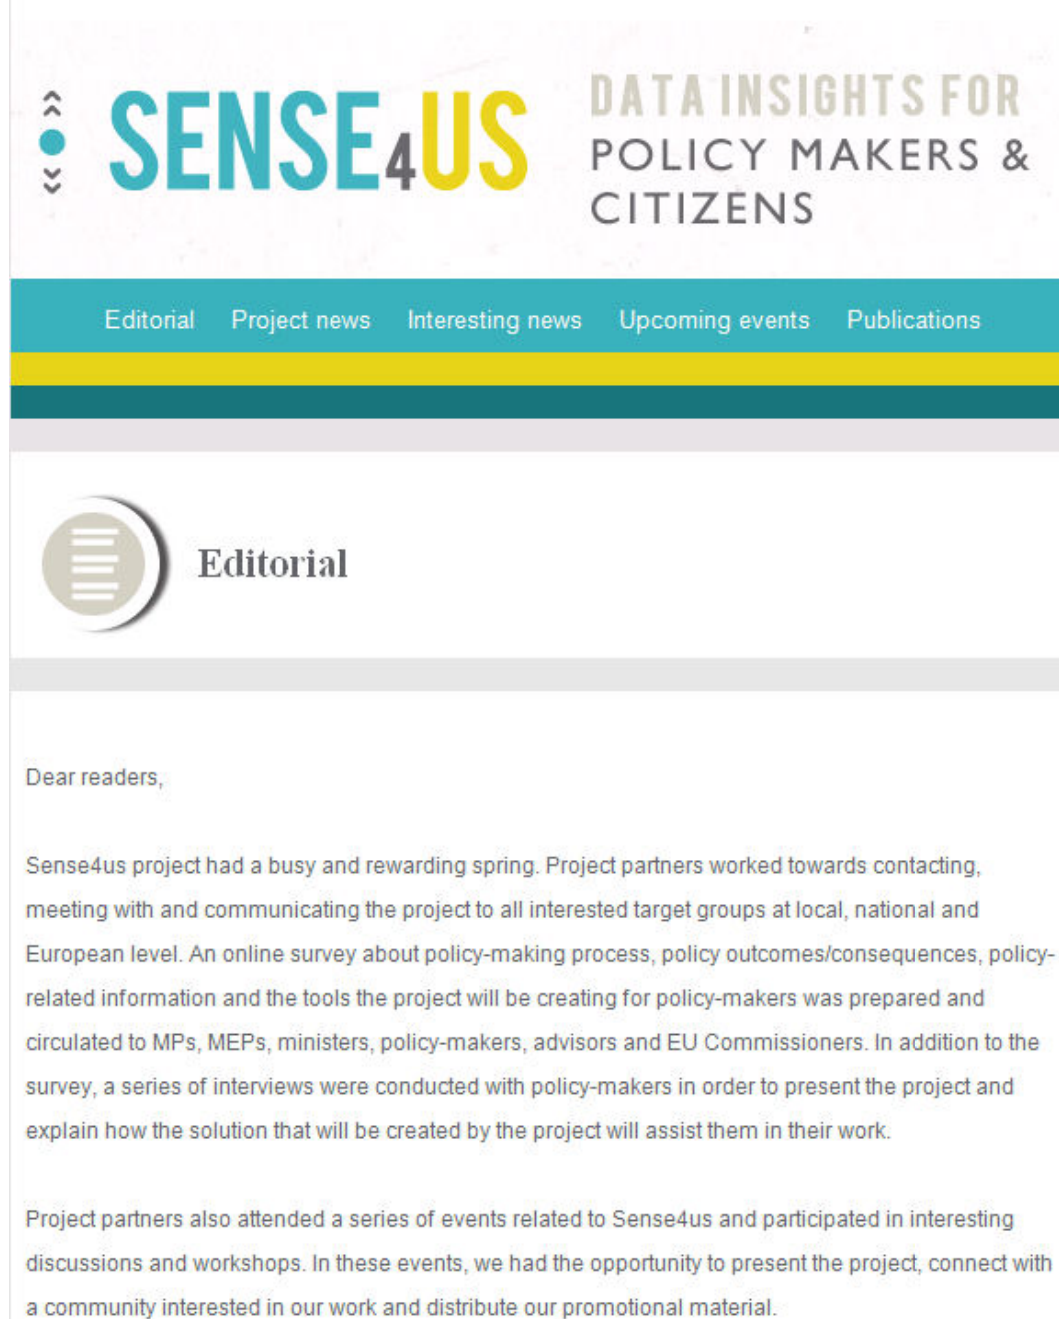 SENSE4US
DATA INSIGHTS FOR
POLICY MAKERS &
CITIZENS
Editorial Project news Interesting news Upcoming events Publications
Editorial
Dear readers,
Sense4us project had a busy and rewarding spring. Project partners worked towards contacting,
meeting with and communicating the project to all interested target groups at local, national and
European level. An online survey about policy-making process, policy outcomes/consequences, policy-
related information and the tools the project will be creating for policy-makers was prepared and
circulated to MPs, MEPs, ministers, policy-makers, advisors and EU Commissioners. In addition to the
survey, a series of interviews were conducted with policy-makers in order to present the project and
explain how the solution that will be created by the project will assist them in their work.
Project partners also attended a series of events related to Sense4us and participated in interesting
discussions and workshops. In these events, we had the opportunity to present the project, connect with
a community interested in our work and distribute our promotional material.